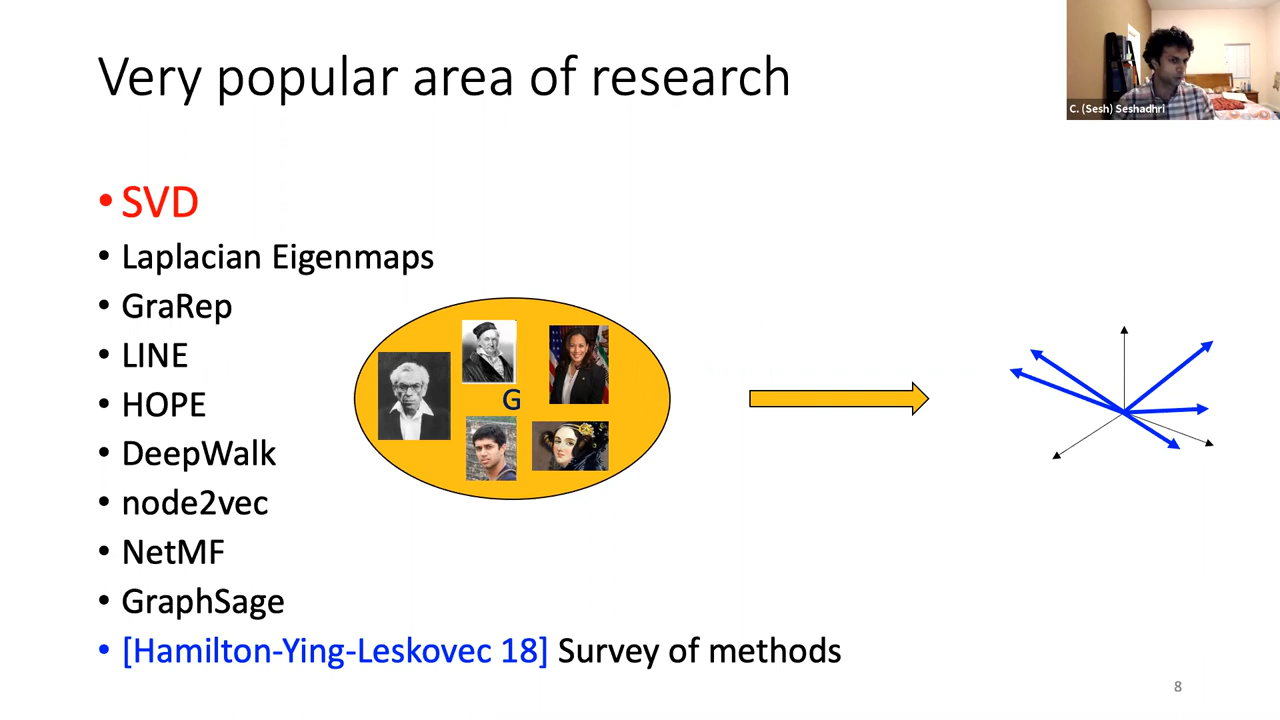 Very popular area of research
C. (Sesh) Seshadhri
• SVD
• Laplacian Eigenmaps
• GraRep
• LINE
• HOPE
G
• DeepWalk
• node2vec
• NetMF
• GraphSage
• [Hamilton-Ying-Leskovec 18] Survey of methods
8